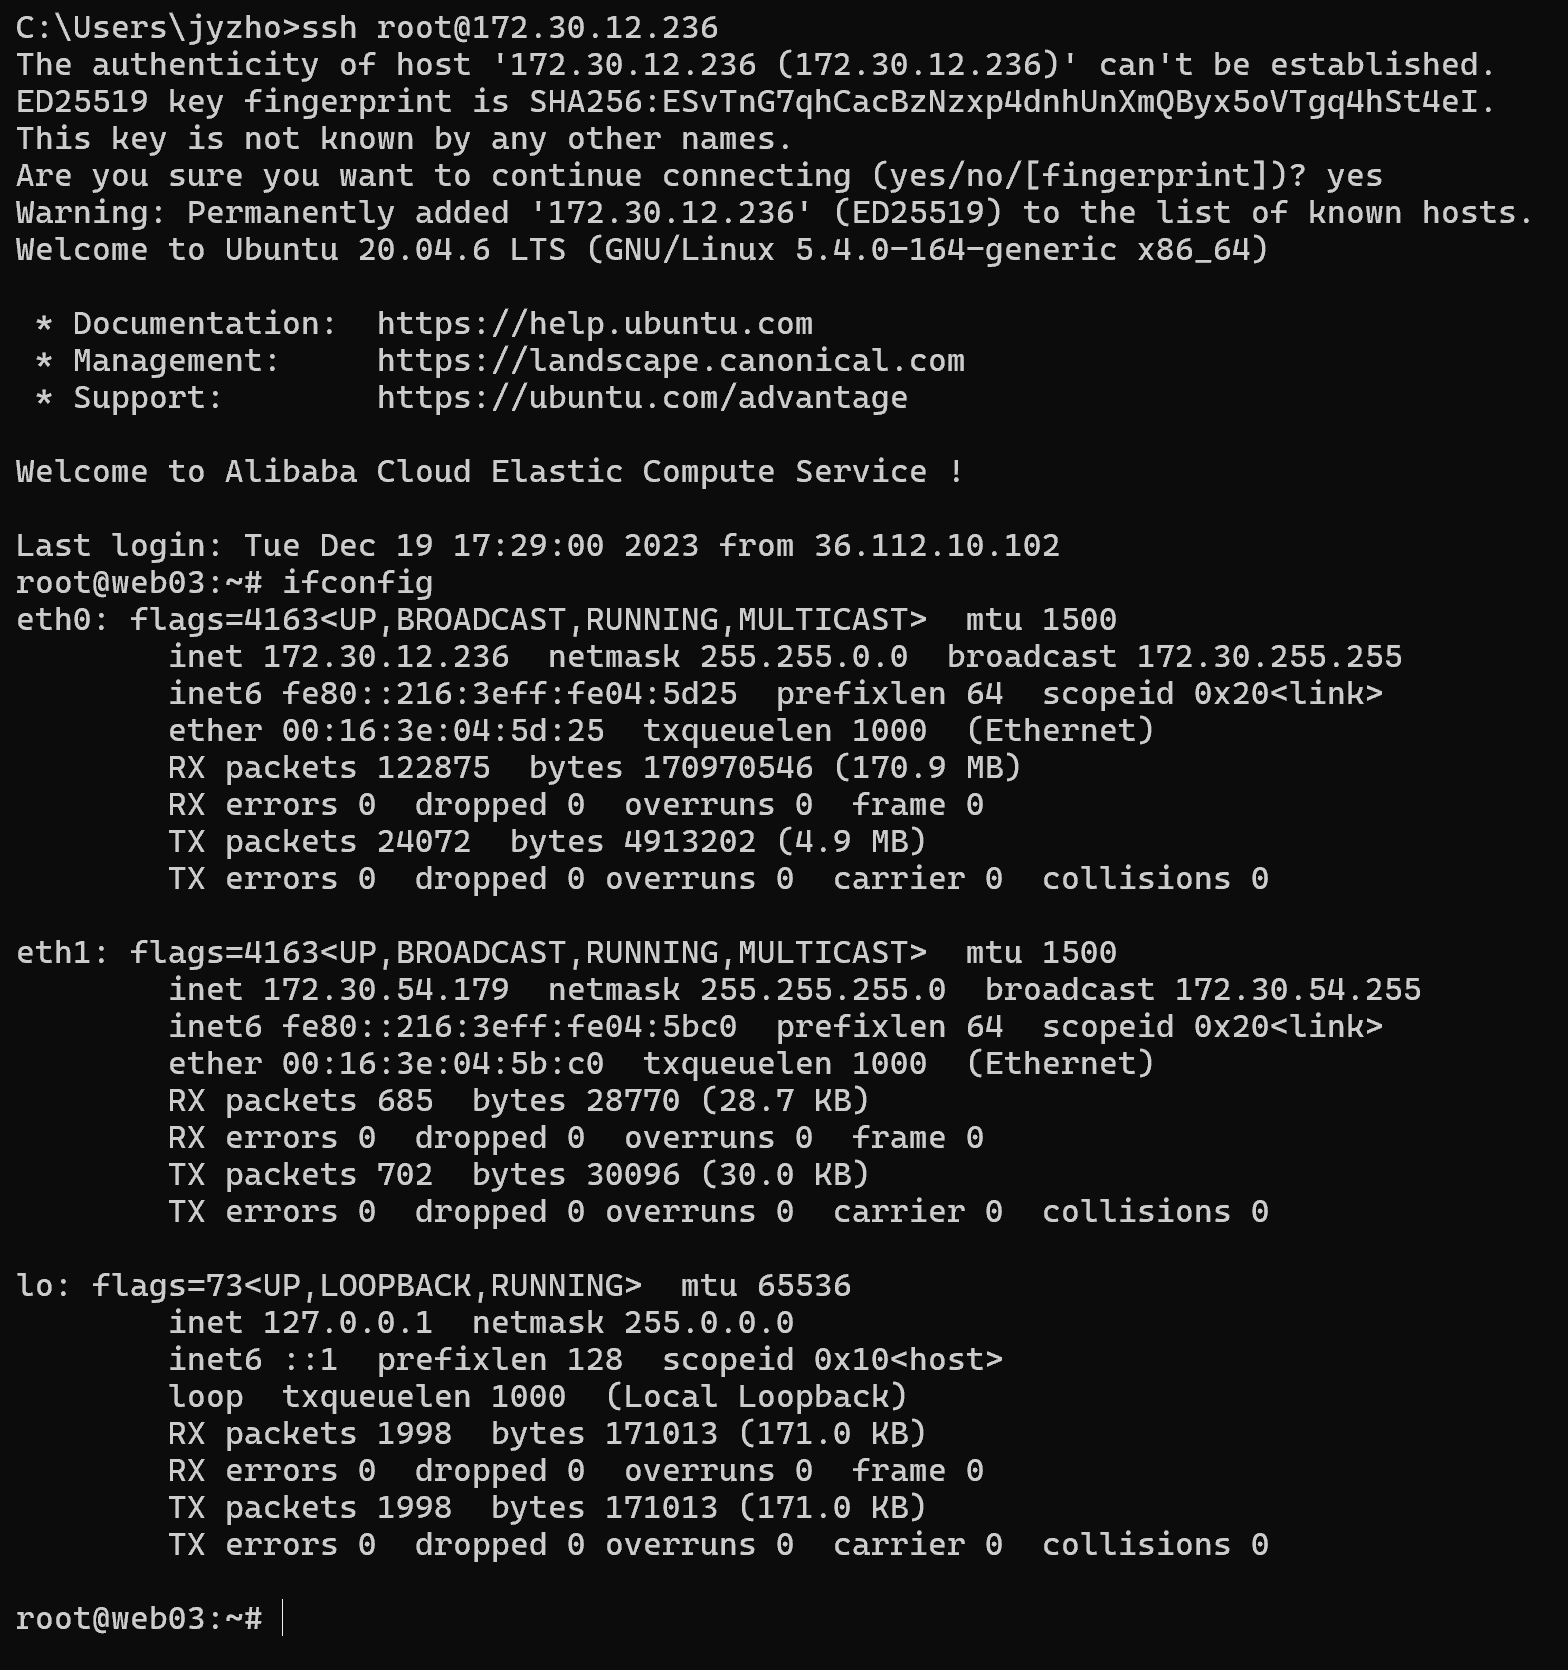 C:\Users\jyzho>ssh root@172.30.12.236
The authenticity of host '172.30.12.236 (172.30.12.236)' can't be established.
ED25519 key fingerprint is SHA256:ESvTnG7qhCacBzNzxp4dnhUnXmQByx5oVTgq4hSt4eI.
This key is not known by any other names.
Are you sure you want to continue connecting (yes/no/[fingerprint])? yes
Warning: Permanently added '172.30.12.236' (ED25519) to the list of known hosts.
Welcome to Ubuntu 20.04.6 LTS (GNU/Linux 5.4.0-164-generic x86_64)

 * Documentation:  https://help.ubuntu.com
 * Management:     https://landscape.canonical.com
 * Support:        https://ubuntu.com/advantage

Welcome to Alibaba Cloud Elastic Compute Service !

Last login: Tue Dec 19 17:29:00 2023 from 36.112.10.102
root@web03:~# ifconfig
eth0: flags=4163<UP,BROADCAST,RUNNING,MULTICAST>  mtu 1500
        inet 172.30.12.236  netmask 255.255.0.0  broadcast 172.30.255.255
        inet6 fe80::216:3eff:fe04:5d25  prefixlen 64  scopeid 0x20<link>
        ether 00:16:3e:04:5d:25  txqueuelen 1000  (Ethernet)
        RX packets 122875  bytes 170970546 (170.9 MB)
        RX errors 0  dropped 0  overruns 0  frame 0
        TX packets 24072  bytes 4913202 (4.9 MB)
        TX errors 0  dropped 0 overruns 0  carrier 0  collisions 0

eth1: flags=4163<UP,BROADCAST,RUNNING,MULTICAST>  mtu 1500
        inet 172.30.54.179  netmask 255.255.255.0  broadcast 172.30.54.255
        inet6 fe80::216:3eff:fe04:5bc0  prefixlen 64  scopeid 0x20<link>
        ether 00:16:3e:04:5b:c0  txqueuelen 1000  (Ethernet)
        RX packets 685  bytes 28770 (28.7 KB)
        RX errors 0  dropped 0  overruns 0  frame 0
        TX packets 702  bytes 30096 (30.0 KB)
        TX errors 0  dropped 0 overruns 0  carrier 0  collisions 0

lo: flags=73<UP,LOOPBACK,RUNNING>  mtu 65536
        inet 127.0.0.1  netmask 255.0.0.0
        inet6 ::1  prefixlen 128  scopeid 0x10<host>
        loop  txqueuelen 1000  (Local Loopback)
        RX packets 1998  bytes 171013 (171.0 KB)
        RX errors 0  dropped 0  overruns 0  frame 0
        TX packets 1998  bytes 171013 (171.0 KB)
        TX errors 0  dropped 0 overruns 0  carrier 0  collisions 0

root@web03:~#